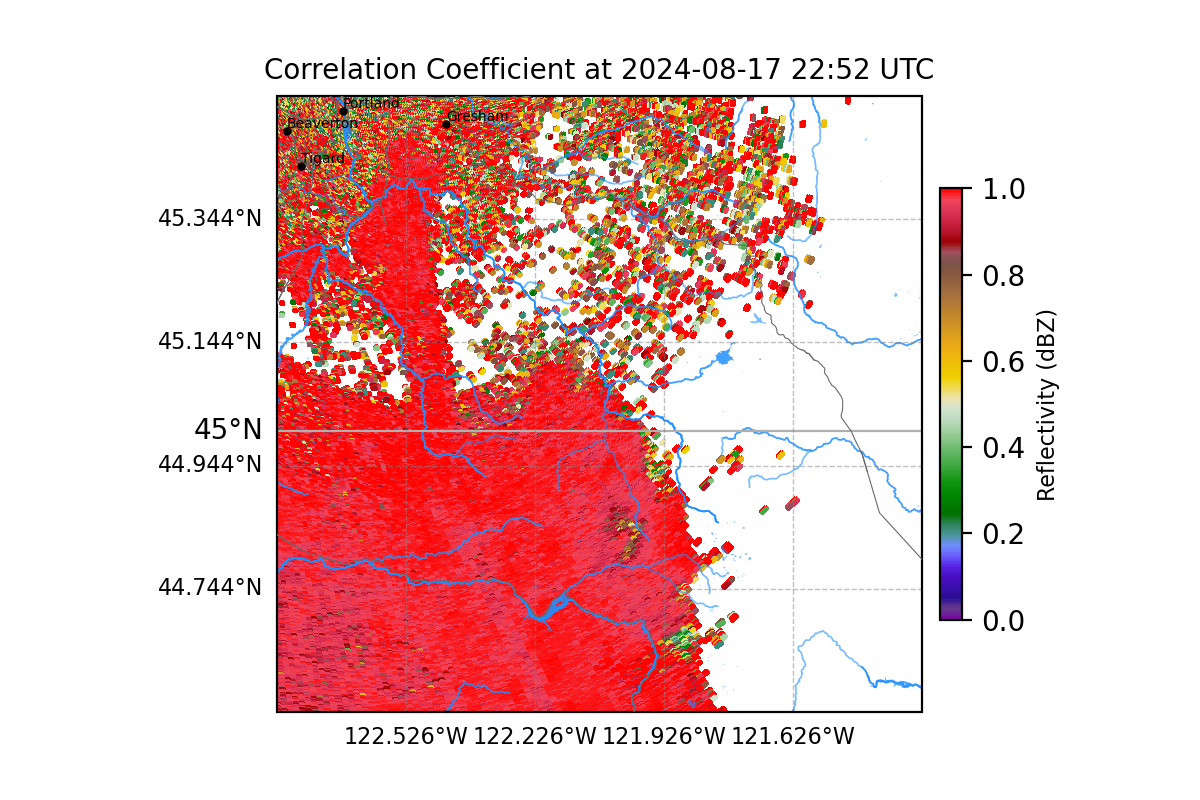 Correlation Coefficient at 2024-08-17 22:52 UTC
Portland
Gresham
Beaverton
Tigard
45.344°N
45.144°N
45°N
44.944°N
44.744°N
122.526°W 122.226°W 121.926°W 121.626°W
1.0
0.8
0.6
0.4
0.2
0.0
Reflectivity (dBZ)